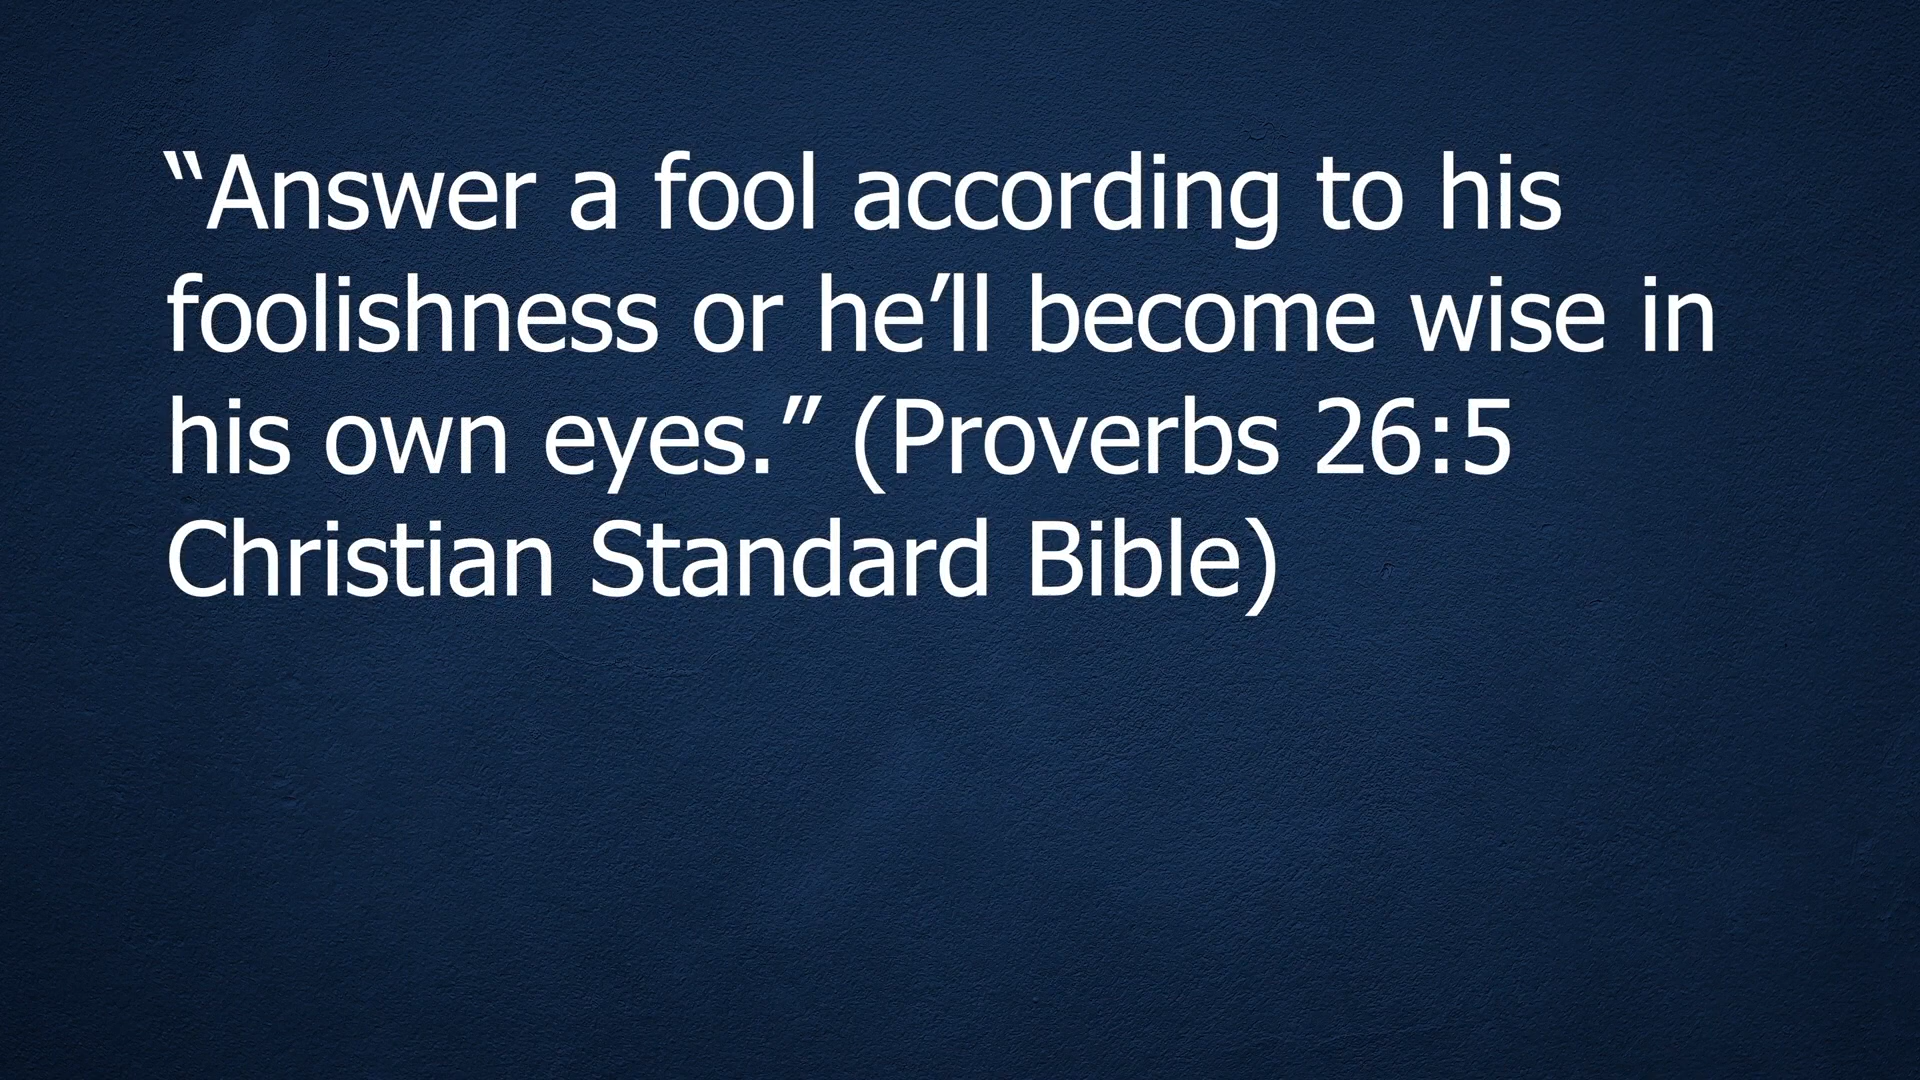 “Answer a fool according to his
foolishness or he’ll become wise in
his own eyes.” (Proverbs 26:5
Christian Standard Bible)